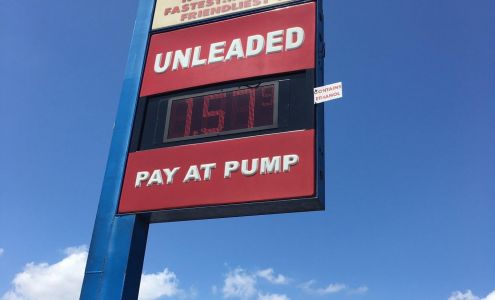 FASTEST
FRIENDLIEST
UNLEADED
1.57 9
CONTAINS
ETHANOL
PAY AT PUMP